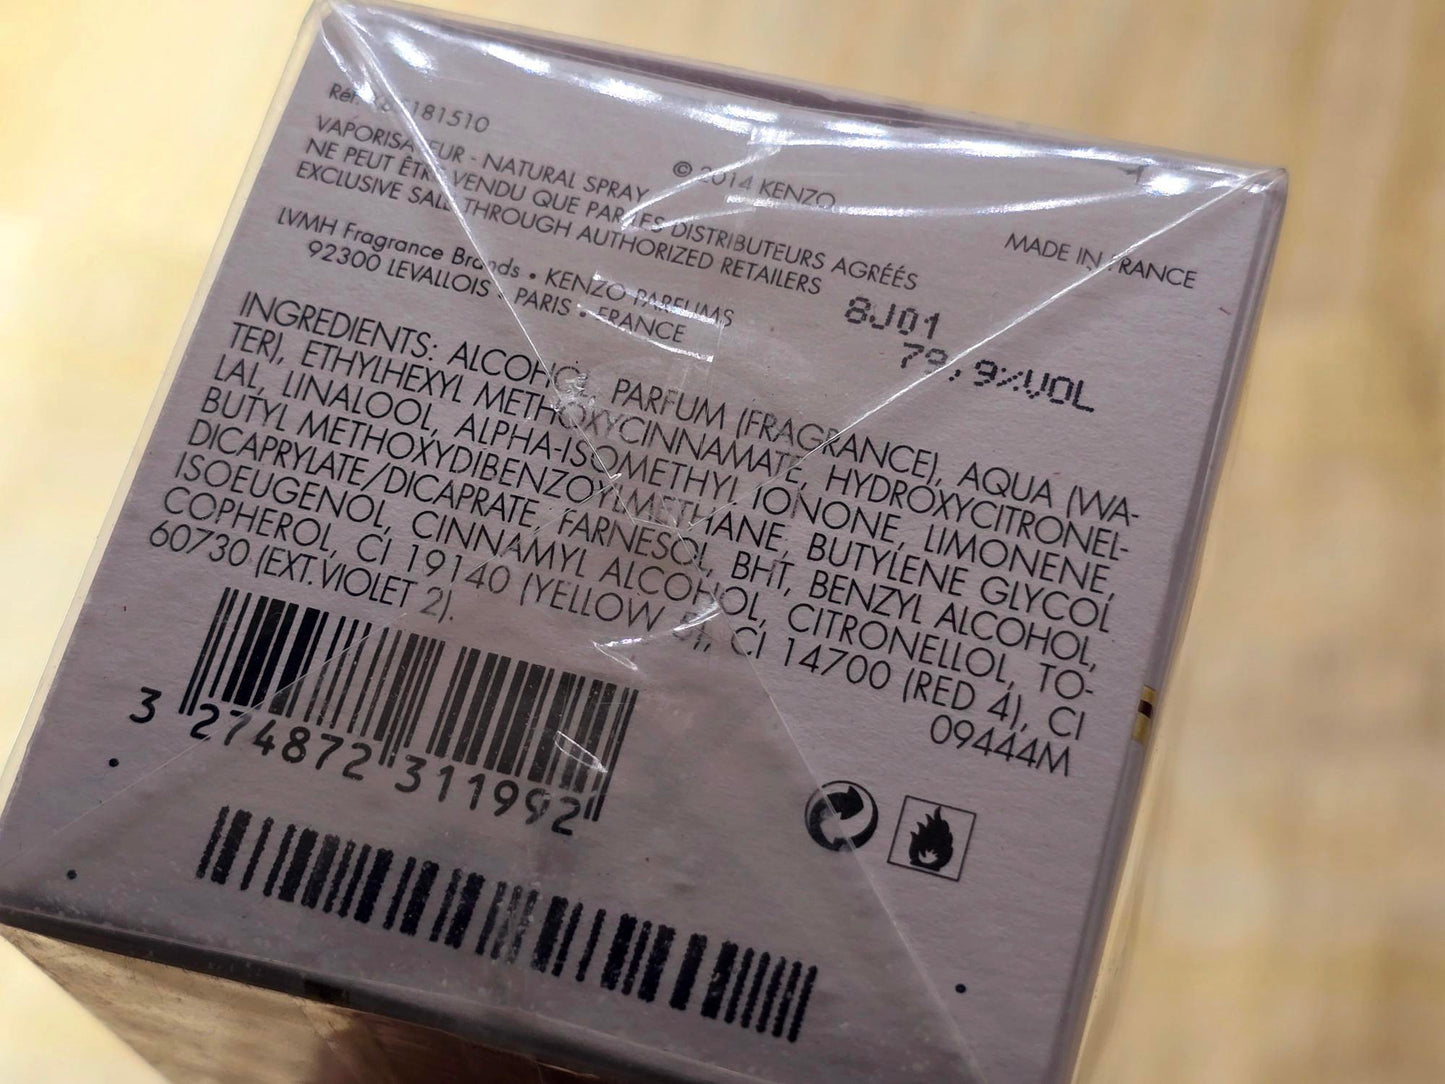 Réf. 181510
© 2014 KENZO
MADE IN FRANCE
VAPORISATEUR - NATURAL SPRAY
NE PEUT ÊTRE VENDU QUE PAR LES DISTRIBUTEURS AGRÉÉS
EXCLUSIVE SALE THROUGH AUTHORIZED RETAILERS
LVMH Fragrance Brands • KENZO PARFUMS
92300 LEVALLOIS • PARIS • FRANCE
8J01
79,9%VOL
INGREDIENTS: ALCOHOL, PARFUM (FRAGRANCE), AQUA (WA-
TER), ETHYLHEXYL METHOXYCINNAMATE, HYDROXYCITRONEL-
LAL, LINALOOL, ALPHA-ISOMETHYL IONONE, LIMONENE,
BUTYL METHOXYDIBENZOYLMETHANE, BUTYLENE GLYCOL
DICAPRYLATE/DICAPRATE, FARNESOL, BHT, BENZYL ALCOHOL,
ISOEUGENOL, CINNAMYL ALCOHOL, CITRONELLOL, TO-
COPHEROL, CI 19140 (YELLOW 5), CI 14700 (RED 4), CI
60730 (EXT. VIOLET 2).
09444M
3 274872 311992